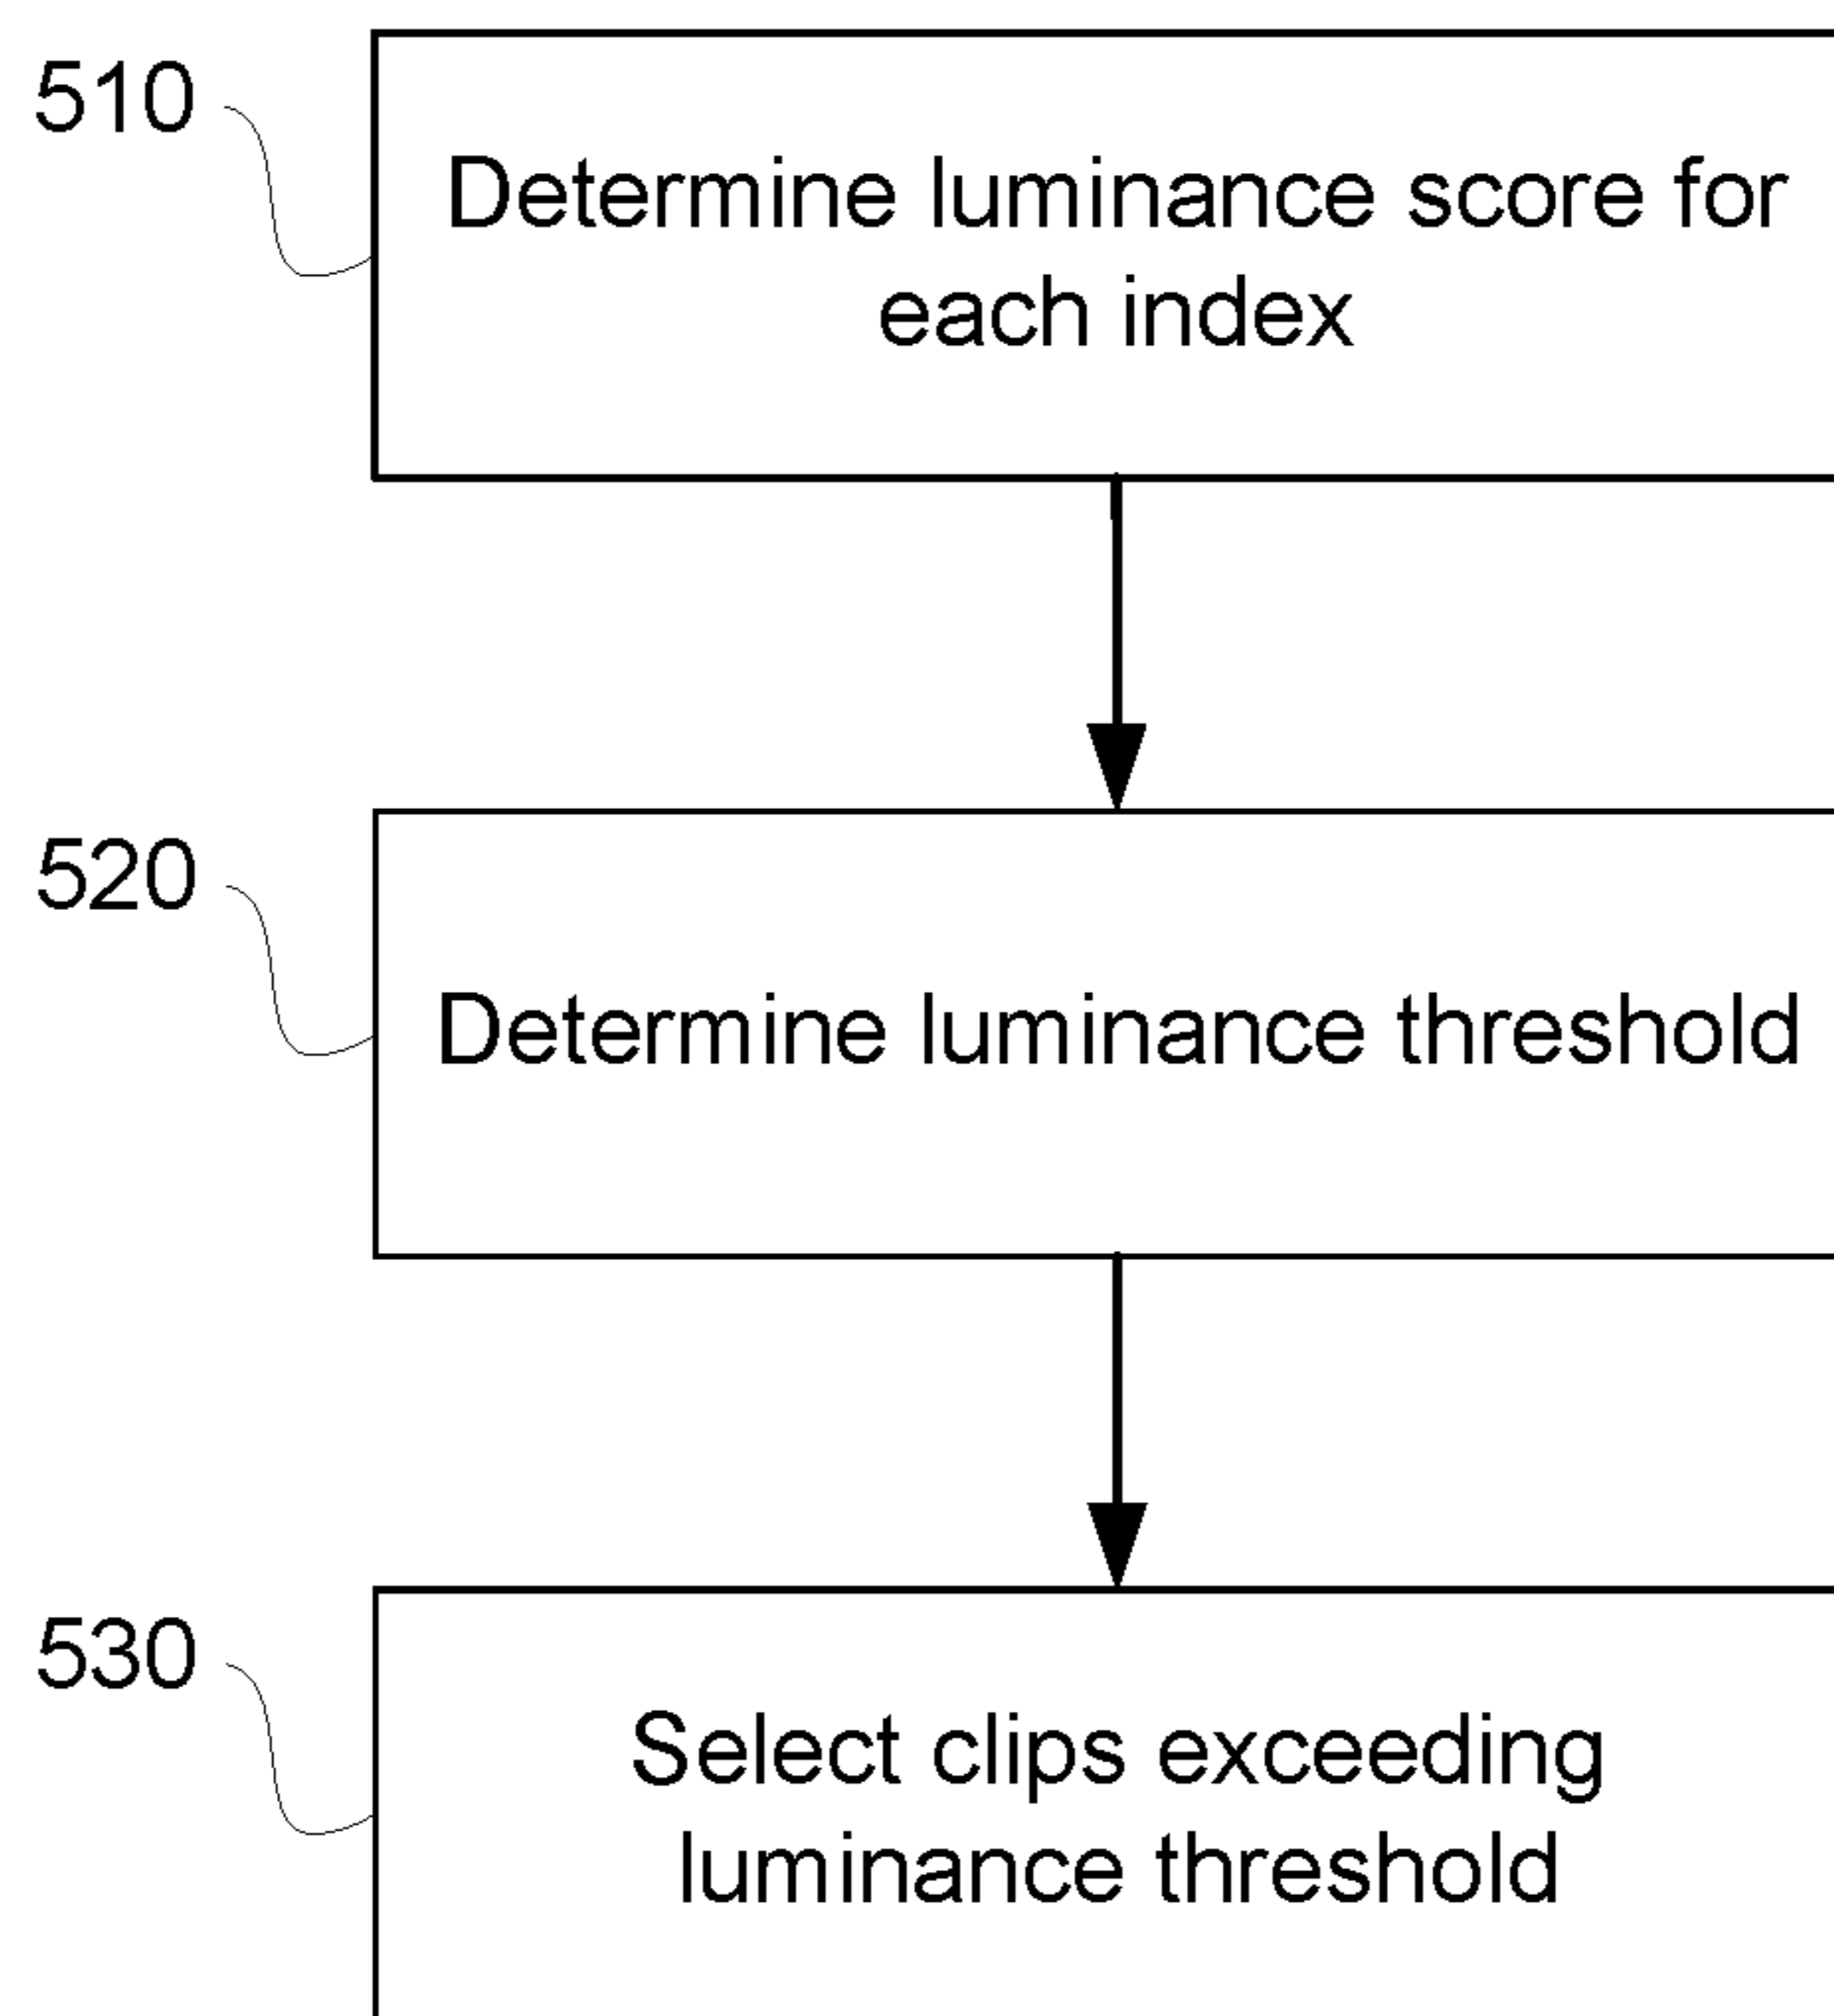 510
Determine luminance score for
each index
520
Determine luminance threshold
530
Select clips exceeding
luminance threshold